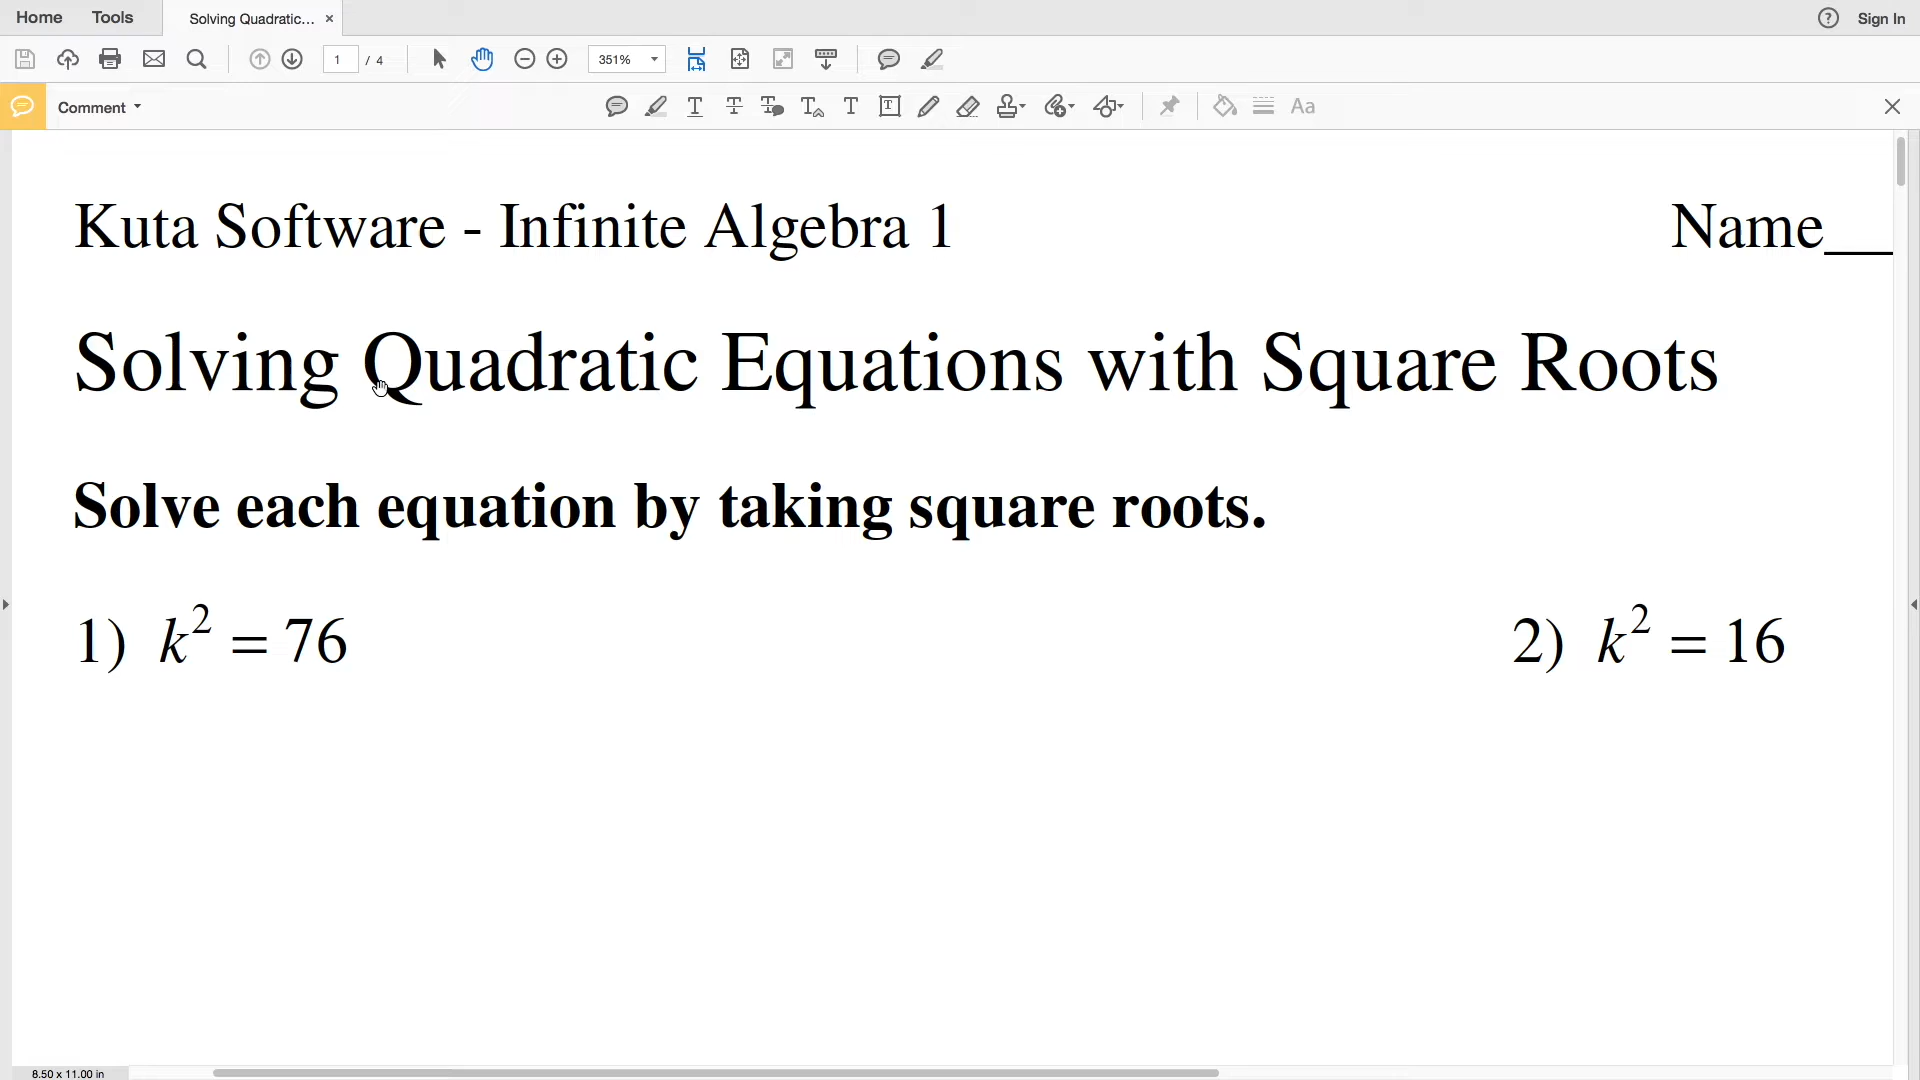 Home Tools Solving Quadratic... × ? Sign In
1 / 4 351%
Comment T T T T T T Aa
Kuta Software - Infinite Algebra 1 Name___
Solving Quadratic Equations with Square Roots
Solve each equation by taking square roots.
1) k² = 76 2) k² = 16
8.50 x 11.00 in